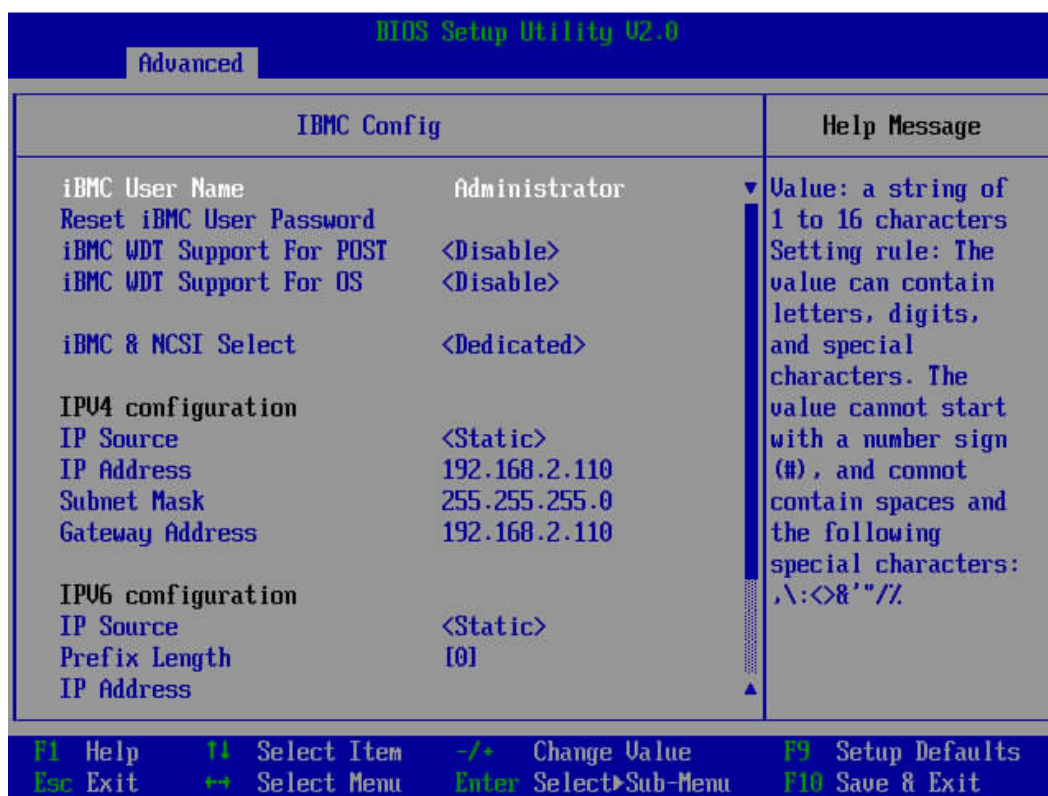 BIOS Setup Utility V2.0
Advanced
IBMC Config
iBMC User Name Administrator
Reset iBMC User Password
iBMC WDT Support For POST <Disable>
iBMC WDT Support For OS <Disable>
iBMC & NCSI Select <Dedicated>
IPV4 configuration
IP Source <Static>
IP Address 192.168.2.110
Subnet Mask 255.255.255.0
Gateway Address 192.168.2.110
IPV6 configuration
IP Source <Static>
Prefix Length [0]
IP Address
Help Message
Value: a string of
1 to 16 characters
Setting rule: The
value can contain
letters, digits,
and special
characters. The
value cannot start
with a number sign
(#), and connot
contain spaces and
the following
special characters:
,\:<>&'"/%
F1 Help ↑↓ Select Item -/+ Change Value F9 Setup Defaults
Esc Exit ←→ Select Menu Enter Select▶Sub-Menu F10 Save & Exit